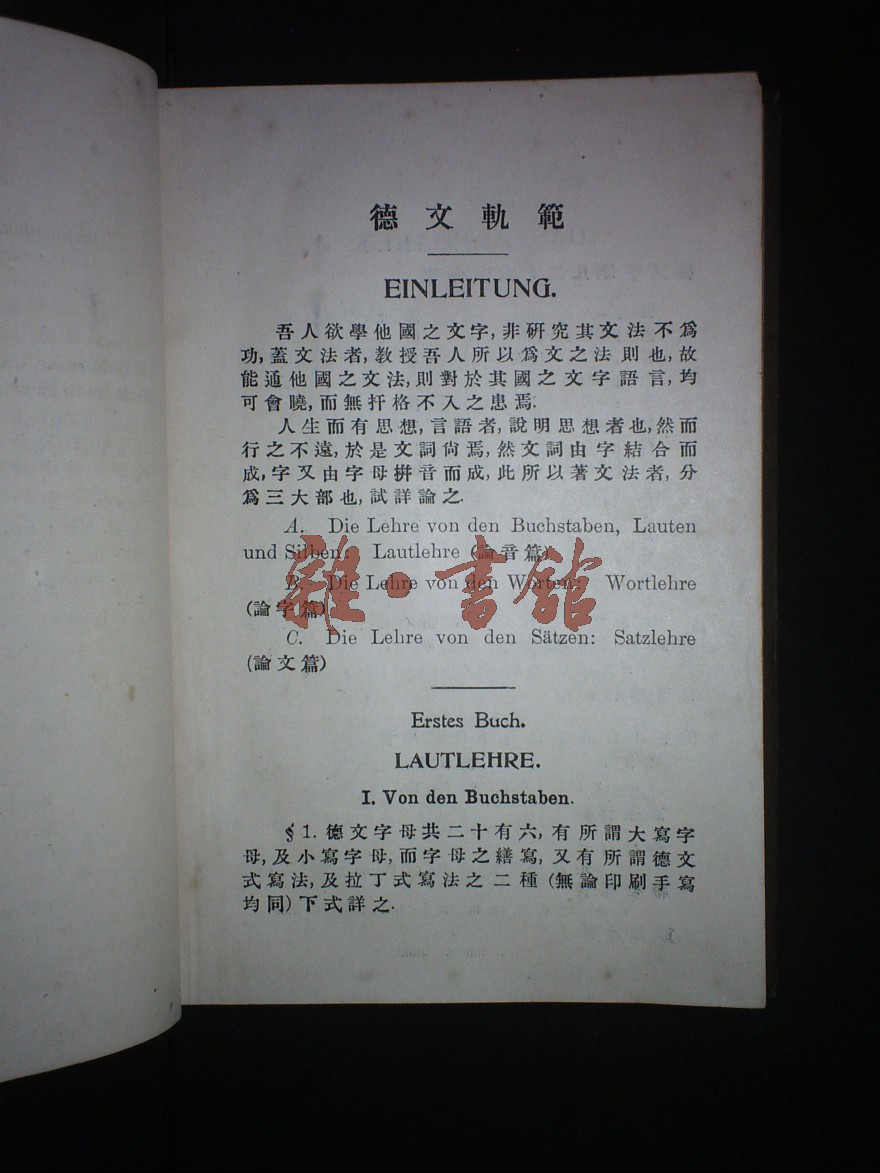 德文軌範
EINLEITUNG.
吾人欲學他國之文字,非硏究其文法不爲
功,蓋文法者,教授吾人所以爲文之法則也,故
能通他國之文法,則對於其國之文字語言,均
可會曉,而無扞格不入之患焉.
人生而有思想,言語者,說明思想者也,然而
行之不遠,於是文詞尙焉,然文詞由字結合而
成,字又由字母拼音而成,此所以著文法者,分
爲三大部也,試詳論之.
A. Die Lehre von den Buchstaben, Lauten
und Silben: Lautlehre (論音篇)
B. Die Lehre von den Worten: Wortlehre
(論字篇)
C. Die Lehre von den Sätzen: Satzlehre
(論文篇)
雜·書館
Erstes Buch.
LAUTLEHRE.
I. Von den Buchstaben.
§ 1. 德文字母共二十有六,有所謂大寫字
母,及小寫字母,而字母之繕寫,又有所謂德文
式寫法,及拉丁式寫法之二種(無論印刷手寫
均同)下式詳之.